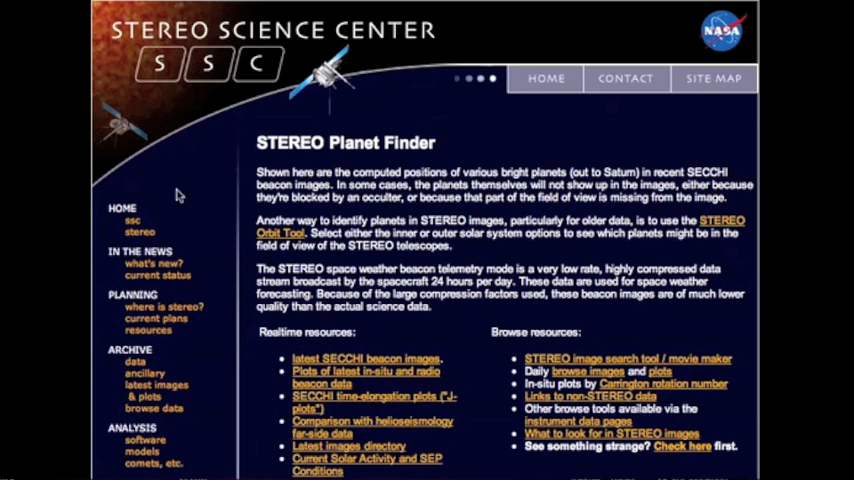 STEREO SCIENCE CENTER
S S C
NASA
HOME CONTACT SITE MAP
STEREO Planet Finder
Shown here are the computed positions of various bright planets (out to Saturn) in recent SECCHI
beacon images. In some cases, the planets themselves will not show up in the images, either because
they're blocked by an occulter, or because that part of the field of view is missing from the image.
Another way to identify planets in STEREO images, particularly for older data, is to use the STEREO
Orbit Tool. Select either the inner or outer solar system options to see which planets might be in the
field of view of the STEREO telescopes.
The STEREO space weather beacon telemetry mode is a very low rate, highly compressed data
stream broadcast by the spacecraft 24 hours per day. These data are used for space weather
forecasting. Because of the large compression factors used, these beacon images are of much lower
quality than the actual science data.
HOME
ssc
stereo
IN THE NEWS
what's new?
current status
PLANNING
where is stereo?
current plans
resources
ARCHIVE
data
ancillary
latest images
& plots
browse data
ANALYSIS
software
models
comets, etc.
Realtime resources:
latest SECCHI beacon images.
Plots of latest in-situ and radio
beacon data
SECCHI time-elongation plots ("J-
plots")
Comparison with helioseismology
far-side data
Latest images directory
Current Solar Activity and SEP
Conditions
Browse resources:
STEREO image search tool / movie maker
Daily browse images and plots
In-situ plots by Carrington rotation number
Links to non-STEREO data
Other browse tools available via the
instrument data pages
What to look for in STEREO images
See something strange? Check here first.